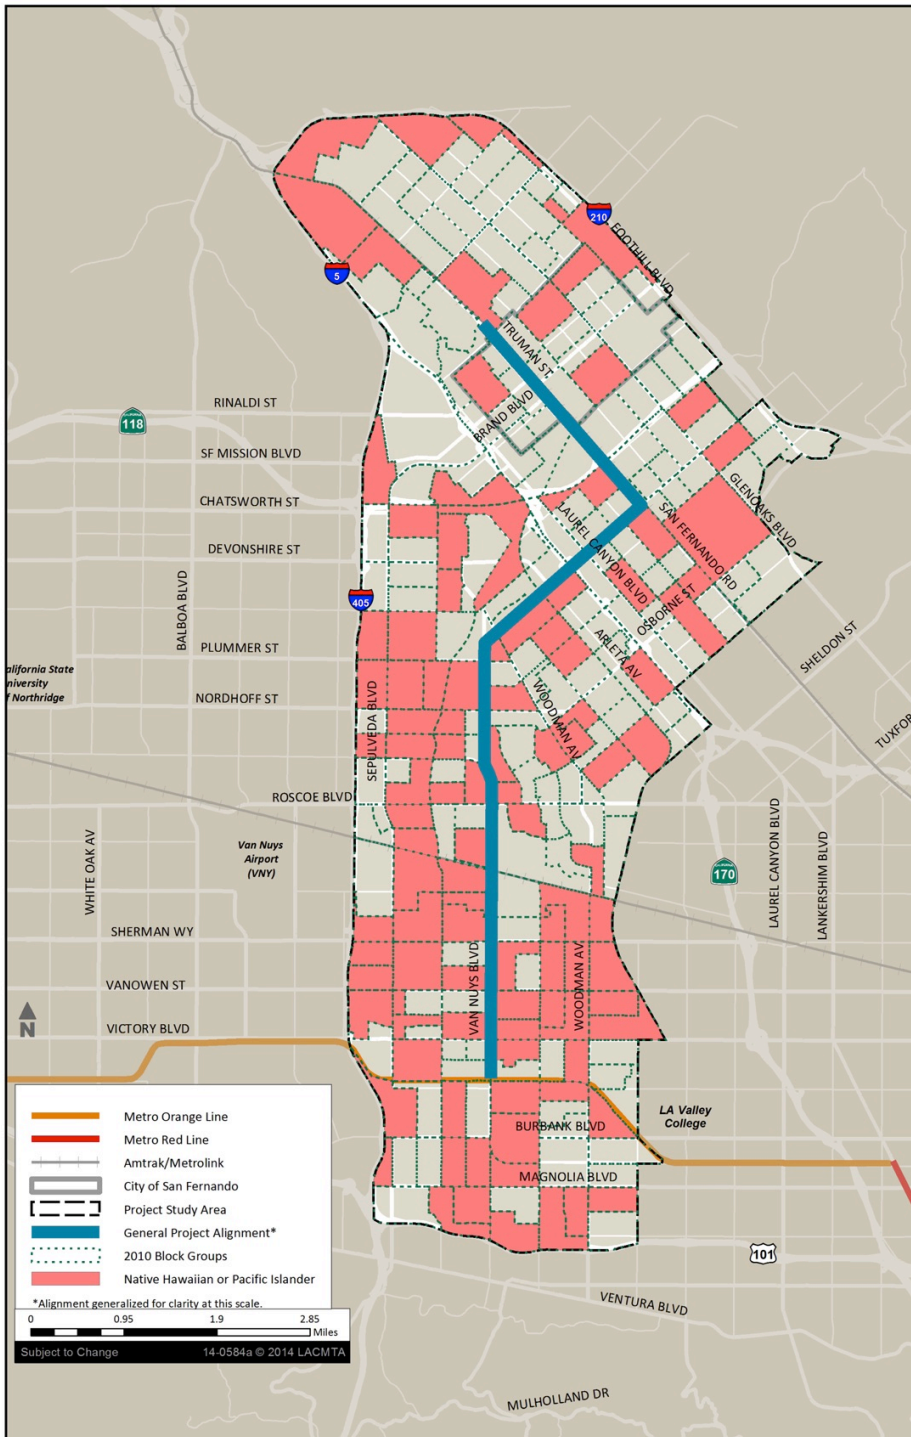 210
FOOTHILL BLVD
5
TRUMAN ST.
BRAND BLVD
RINALDI ST
CALIFORNIA
118
SF MISSION BLVD
CHATSWORTH ST
GLENOAKS BLVD
LAUREL CANYON BLVD
SAN FERNANDO RD
DEVONSHIRE ST
BALBOA BLVD
405
OSBORNE ST
ARLETA AV
SHELDON ST
PLUMMER ST
alifornia State
niversity
f Northridge
NORDHOFF ST
SEPULVEDA BLVD
WOODMAN AV
TUXFOR
ROSCOE BLVD
Van Nuys
Airport
(VNY)
WHITE OAK AV
LAUREL CANYON BLVD
LANKERSHIM BLVD
CALIFORNIA
170
SHERMAN WY
VAN NUYS BLVD
WOODMAN AV
VANOWEN ST
N
VICTORY BLVD
LA Valley
College
BURBANK BLVD
MAGNOLIA BLVD
101
VENTURA BLVD
MULHOLLAND DR
Metro Orange Line
Metro Red Line
Amtrak/Metrolink
City of San Fernando
Project Study Area
General Project Alignment*
2010 Block Groups
Native Hawaiian or Pacific Islander
*Alignment generalized for clarity at this scale.
0 0.95 1.9 2.85
Miles
Subject to Change 14-0584a © 2014 LACMTA